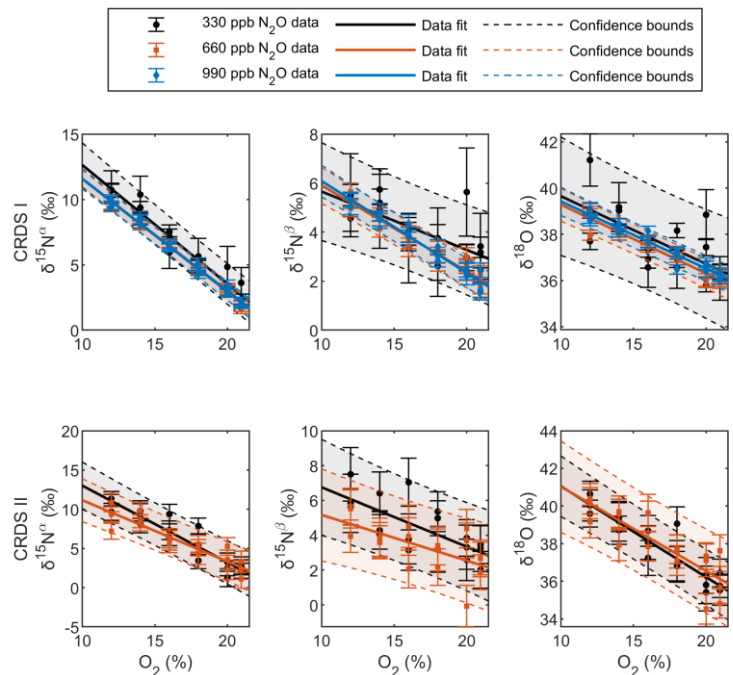 330 ppb N₂O data Data fit Confidence bounds
660 ppb N₂O data Data fit Confidence bounds
990 ppb N₂O data Data fit Confidence bounds
CRDS I
δ¹⁵Nᵅ (‰)
15
10
5
0
10 15 20
δ¹⁵Nᵝ (‰)
8
6
4
2
0
10 15 20
δ¹⁸O (‰)
42
40
38
36
34
10 15 20
CRDS II
δ¹⁵Nᵅ (‰)
20
15
10
5
0
-5
10 15 20
O₂ (%)
δ¹⁵Nᵝ (‰)
10
8
6
4
2
0
10 15 20
O₂ (%)
δ¹⁸O (‰)
44
42
40
38
36
34
10 15 20
O₂ (%)